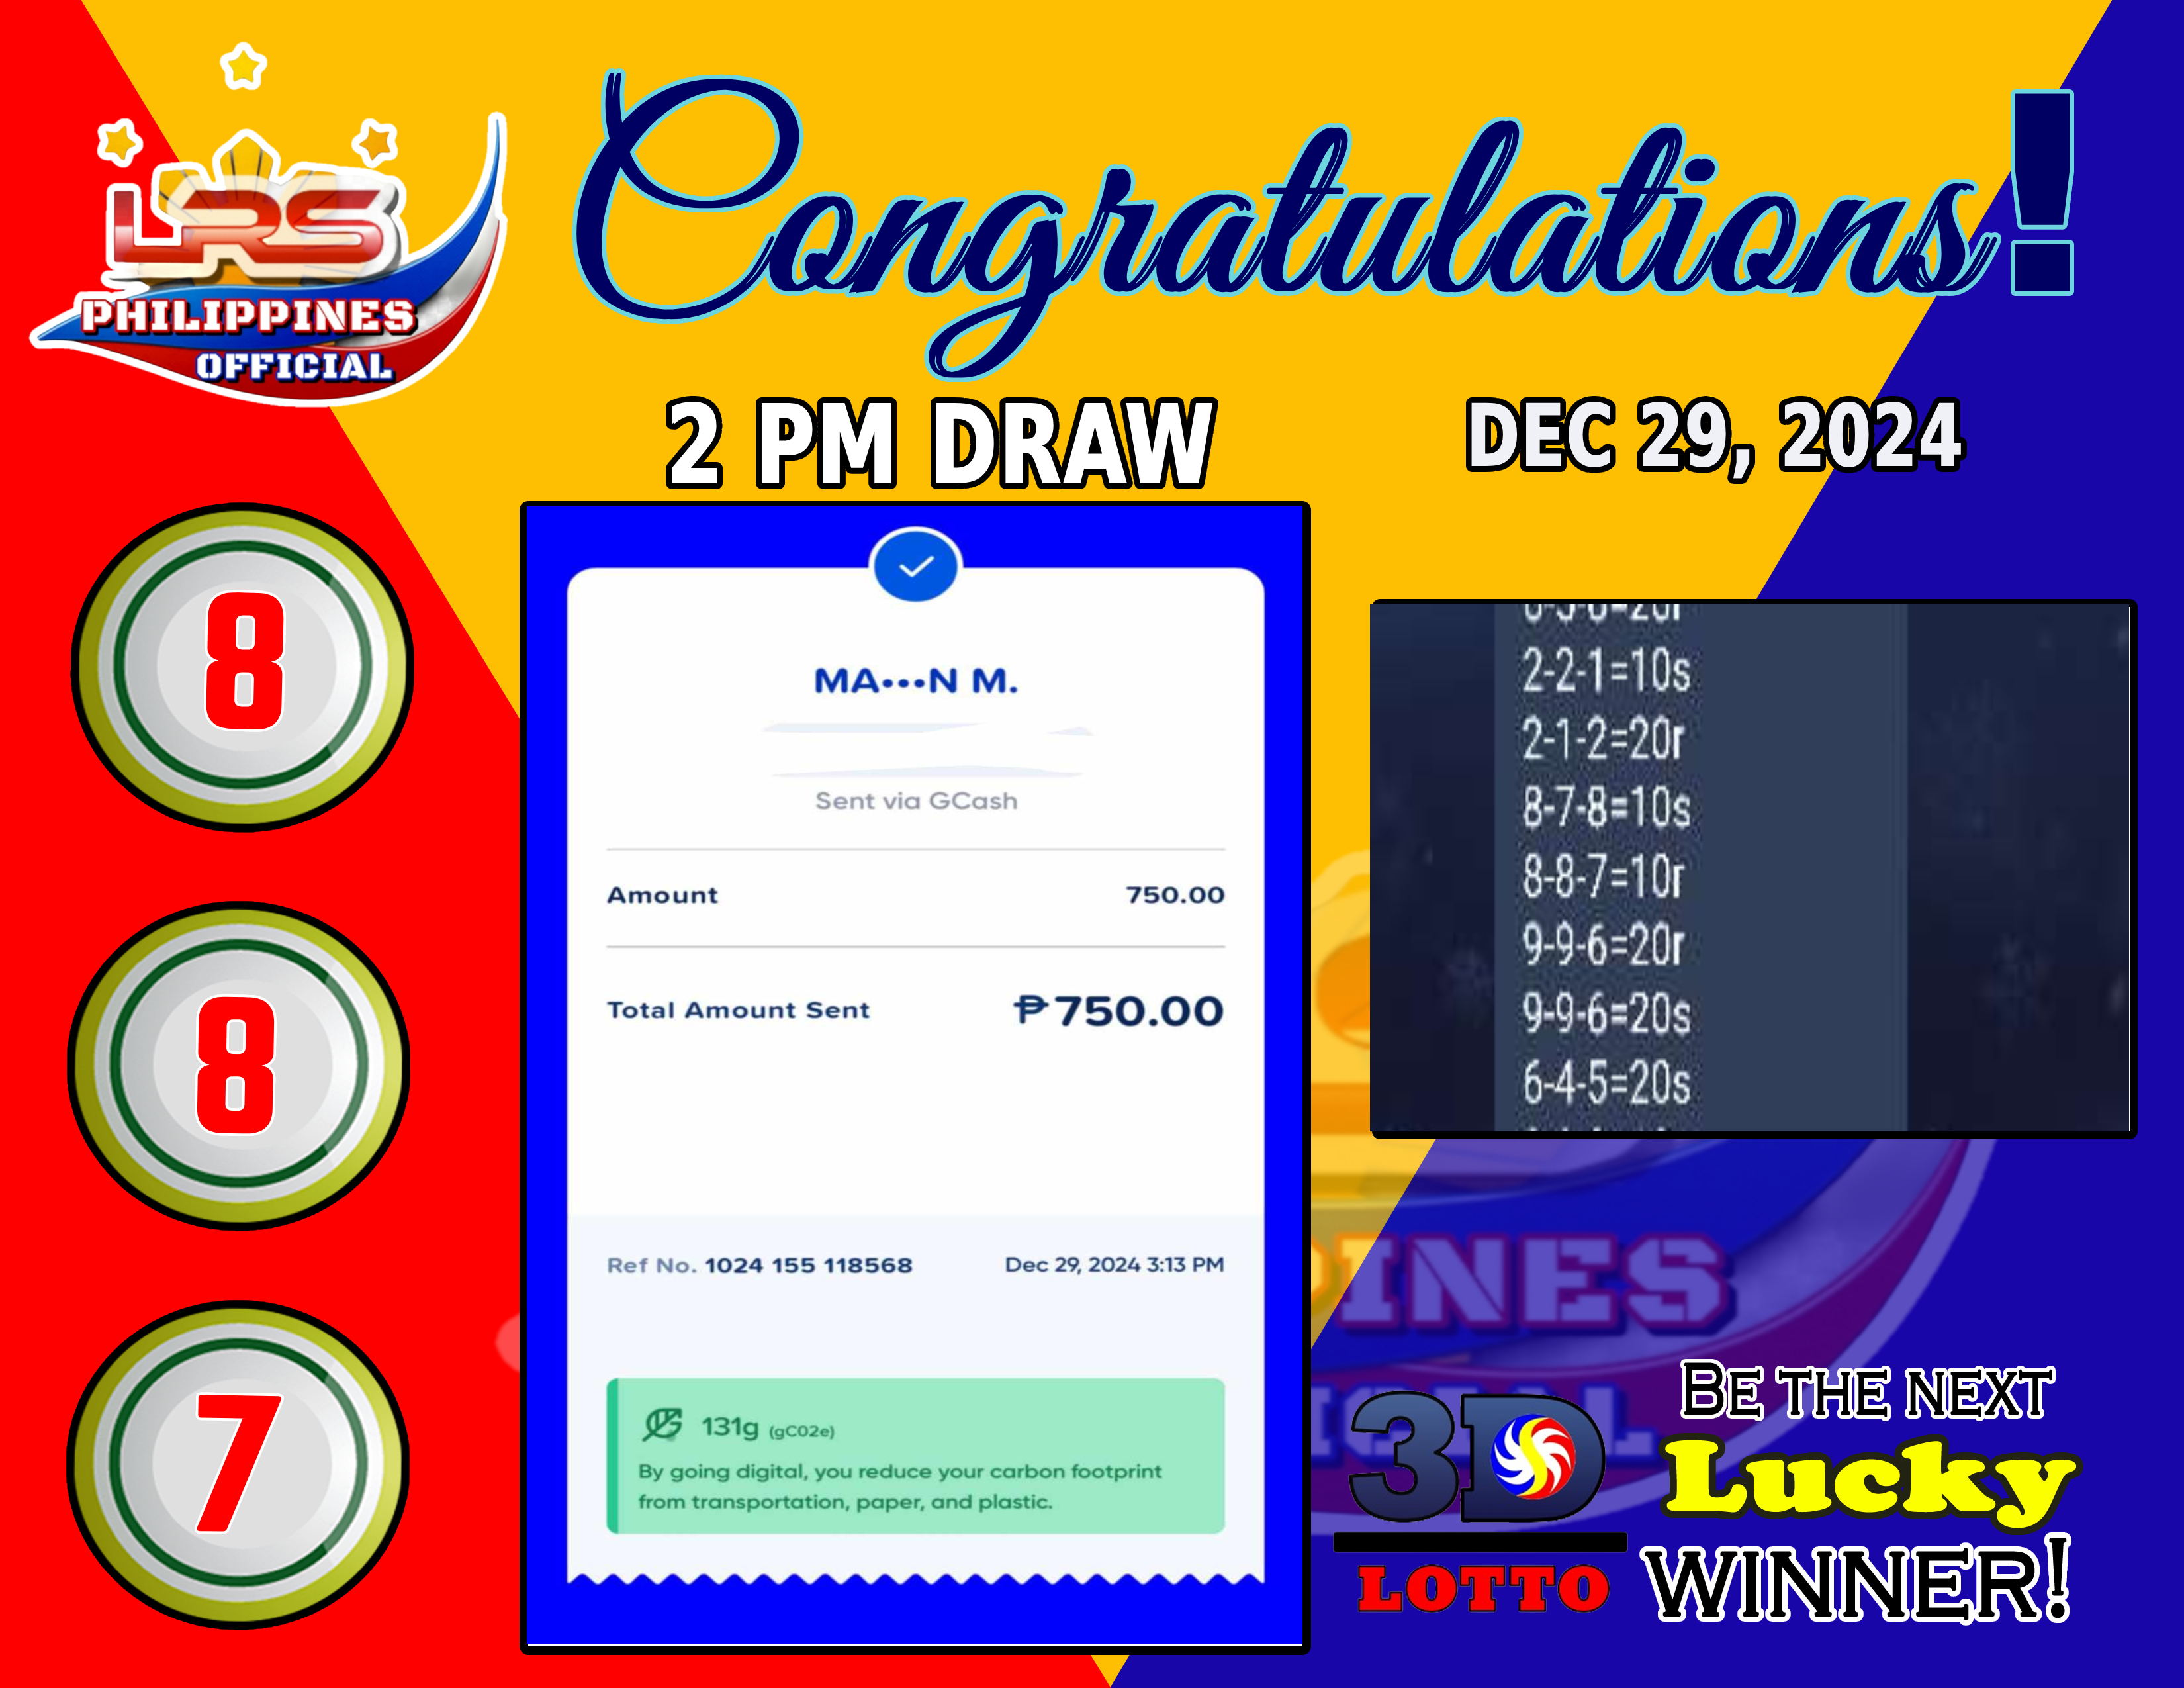 LRS
PHILIPPINES
OFFICIAL
Congratulations!
2 PM DRAW
DEC 29, 2024
8
8
7
MA•••N M.
Sent via GCash
Amount 750.00
Total Amount Sent ₱750.00
Ref No. 1024 155 118568 Dec 29, 2024 3:13 PM
131g (gC02e)
By going digital, you reduce your carbon footprint
from transportation, paper, and plastic.
2-2-1=10s
2-1-2=20r
8-7-8=10s
8-8-7=10r
9-9-6=20r
9-9-6=20s
6-4-5=20s
PINES
3D
LOTTO
BE THE NEXT
Lucky
WINNER!